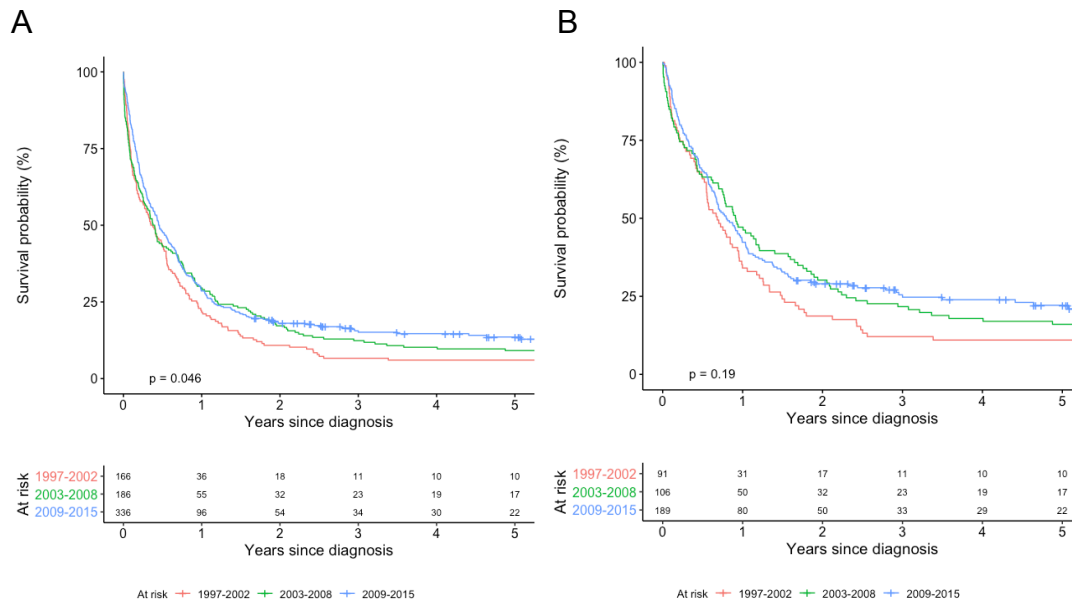 A
Survival probability (%)
100
75
50
25
0
p = 0.046
0 1 2 3 4 5
Years since diagnosis
At risk
1997-2002 166 36 18 11 10 10
2003-2008 186 55 32 23 19 17
2009-2015 336 96 54 34 30 22
0 1 2 3 4 5
Years since diagnosis
At risk 1997-2002 2003-2008 2009-2015
B
Survival probability (%)
100
75
50
25
0
p = 0.19
0 1 2 3 4 5
Years since diagnosis
At risk
1997-2002 91 31 17 11 10 10
2003-2008 106 50 32 23 19 17
2009-2015 189 80 50 33 29 22
0 1 2 3 4 5
Years since diagnosis
At risk 1997-2002 2003-2008 2009-2015